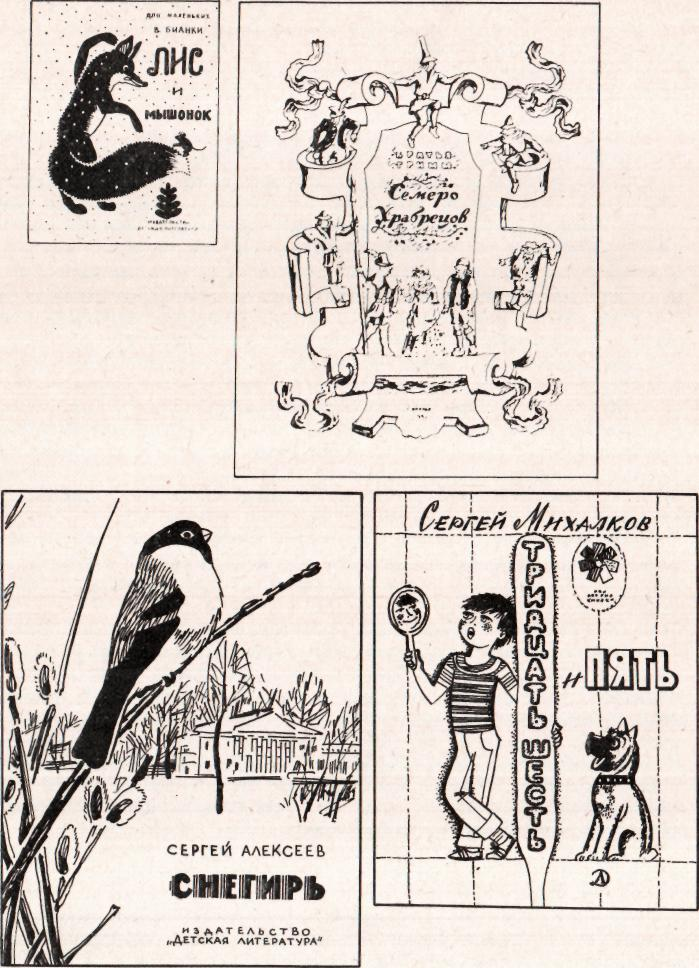 ДЛЯ МАЛЕНЬКИХ
В. БИАНКИ
ЛИС
И
МЫШОНОК
ИЗДАТЕЛЬСТВО
БРАТЬЯ
ГРИММ
Семеро
Храбрецов
СЕРГЕЙ АЛЕКСЕЕВ
СНЕГИРЬ
ИЗДАТЕЛЬСТВО
„ДЕТСКАЯ ЛИТЕРАТУРА“
СЕРГЕЙ МИХАЛКОВ
ТРИДЦАТЬ ШЕСТЬ
И ПЯТЬ
Д